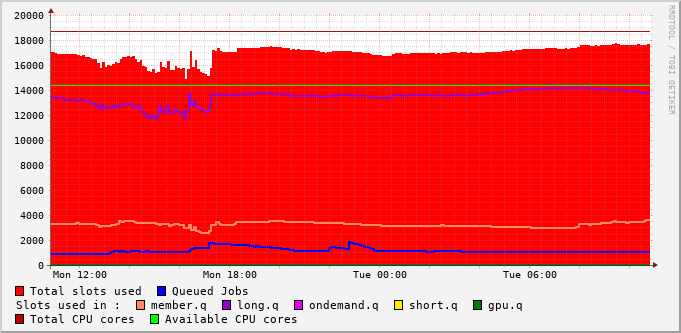 20000
18000
16000
14000
12000
10000
8000
6000
4000
2000
0
Mon 12:00 Mon 18:00 Tue 00:00 Tue 06:00
RRDTOOL / TOBI OETIKER
Total slots used Queued Jobs
Slots used in : member.q long.q ondemand.q short.q gpu.q
Total CPU cores Available CPU cores